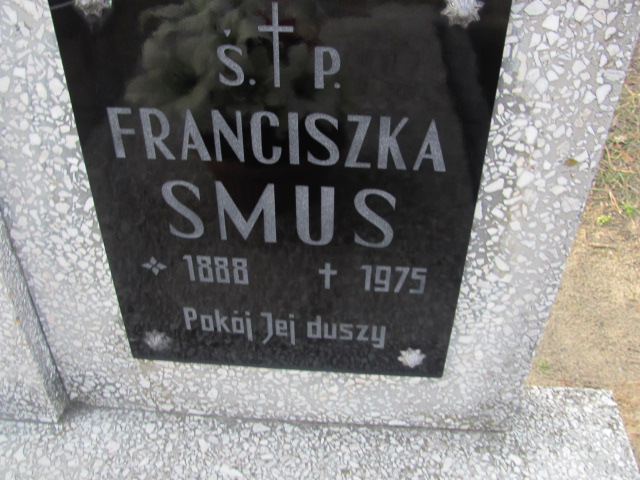 Ś. † P.
FRANCISZKA
SMUS
1888 † 1975
Pokój Jej duszy